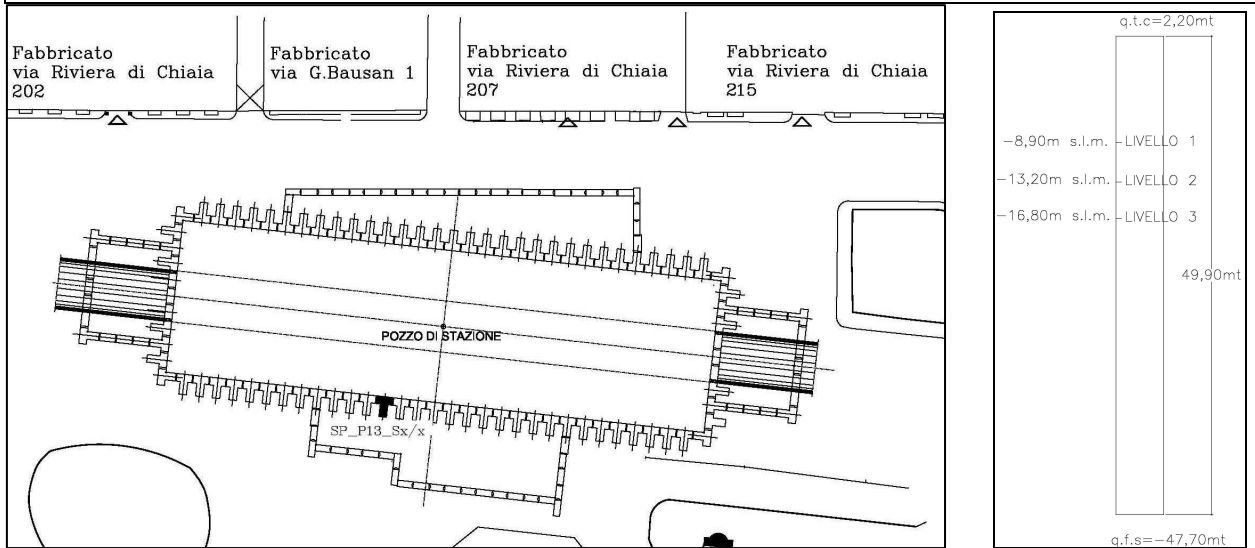 Fabbricato
via Riviera di Chiaia
202
Fabbricato
via G.Bausan 1
Fabbricato
via Riviera di Chiaia
207
Fabbricato
via Riviera di Chiaia
215
POZZO DI STAZIONE
SP_P13_Sx/x
q.t.c=2,20mt
-8,90m s.l.m. LIVELLO 1
-13,20m s.l.m. LIVELLO 2
-16,80m s.l.m. LIVELLO 3
49,90mt
q.f.s=-47,70mt